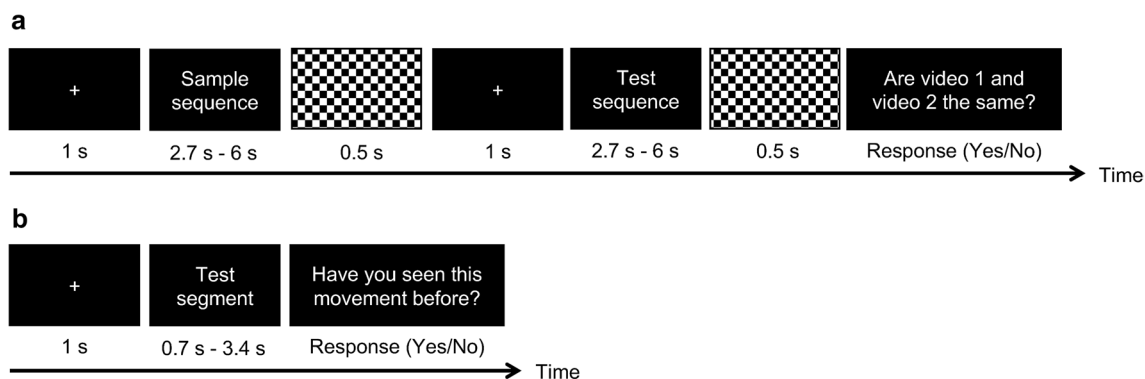 a
+
Sample
sequence
+
Test
sequence
Are video 1 and
video 2 the same?
1 s
2.7 s - 6 s
0.5 s
1 s
2.7 s - 6 s
0.5 s
Response (Yes/No)
Time
b
+
Test
segment
Have you seen this
movement before?
1 s
0.7 s - 3.4 s
Response (Yes/No)
Time